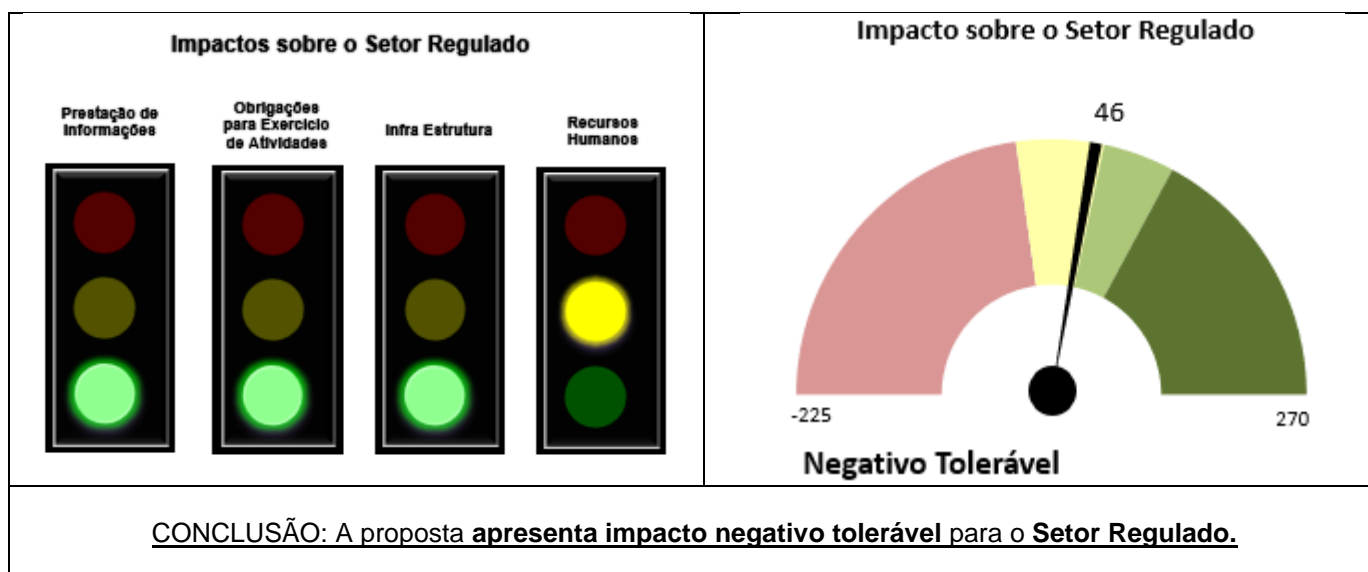 Impactos sobre o Setor Regulado
Prestação de
Informações
Obrigações
para Exercício
de Atividades
Infra Estrutura
Recursos
Humanos
Impacto sobre o Setor Regulado
46
-225
270
Negativo Tolerável
CONCLUSÃO: A proposta apresenta impacto negativo tolerável para o Setor Regulado.